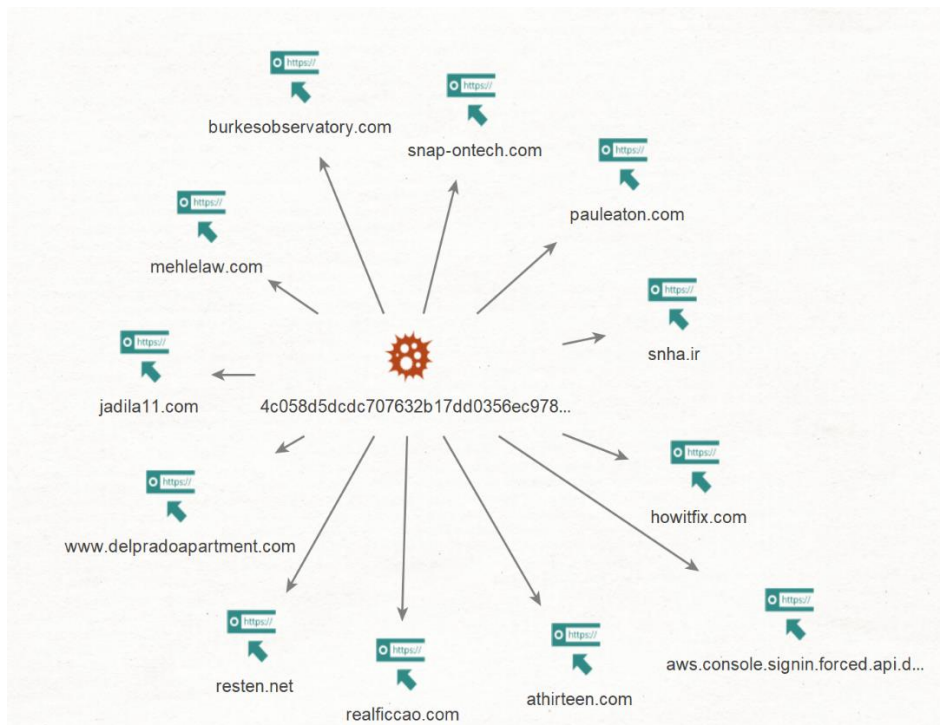 https://
burkesobservatory.com
https://
snap-ontech.com
https://
pauleaton.com
https://
mehlelaw.com
https://
snha.ir
https://
jadila11.com
4c058d5dcdc707632b17dd0356ec978...
https://
www.delpradoapartment.com
https://
howitfix.com
https://
resten.net
https://
realficcao.com
https://
athirteen.com
https://
aws.console.signin.forced.api.d...